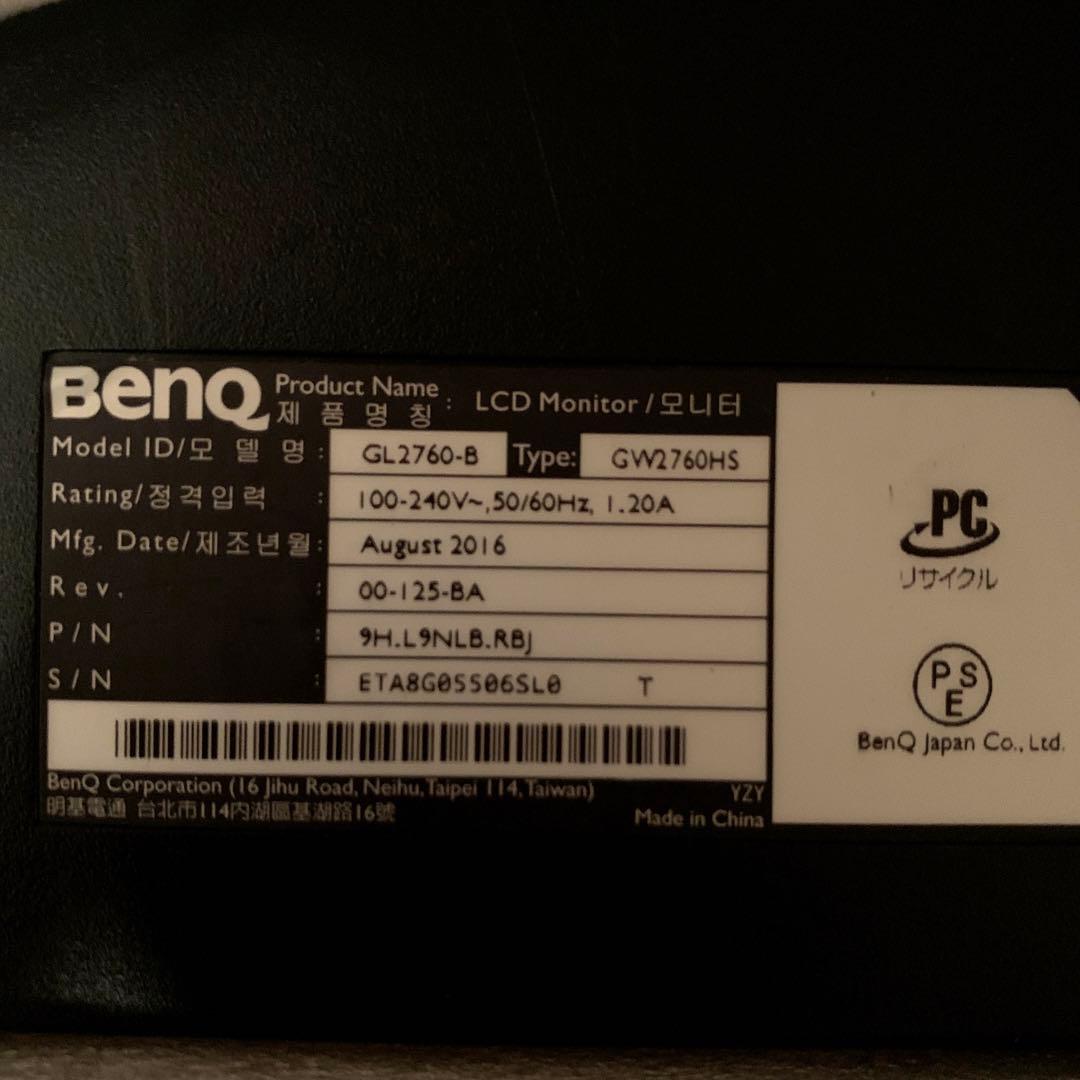 BenQ Product Name : LCD Monitor / 모니터
제 품 명 칭
Model ID/모 델 명 : GL2760-B Type: GW2760HS
Rating/정격입력 : 100-240V~,50/60Hz, 1.20A
Mfg. Date/제조년월: August 2016
Rev. : 00-125-BA
P/N : 9H.L9NLB.RBJ
S/N : ETA8G05506SL0 T
BenQ Corporation (16 Jihu Road, Neihu, Taipei 114, Taiwan) YZY
明基電通 台北市114內湖區基湖路16號
Made in China
PC
リサイクル
PS
E
BenQ Japan Co., Ltd.